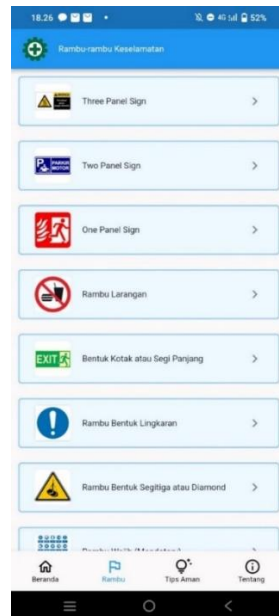 18.26
4G
52%
Rambu-rambu Keselamatan
Three Panel Sign
PARKIR
MOTOR
Two Panel Sign
One Panel Sign
Rambu Larangan
EXIT
Bentuk Kotak atau Segi Panjang
Rambu Bentuk Lingkaran
Rambu Bentuk Segitiga atau Diamond
Beranda
Rambu
Tips Aman
Tentang